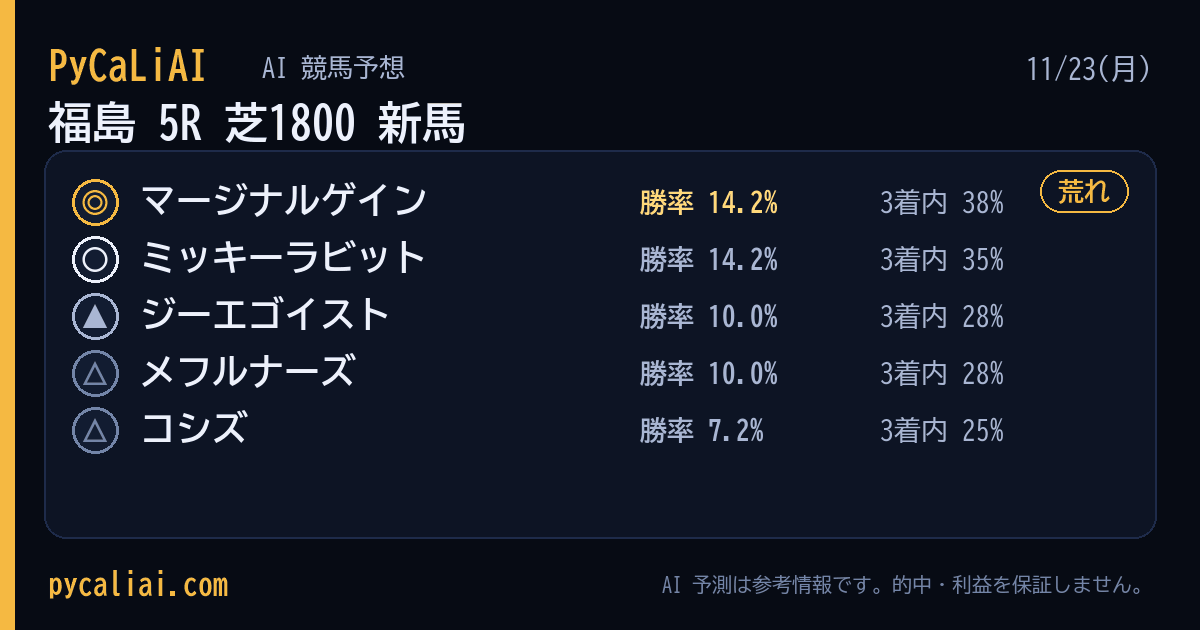 PyCaLiAI AI 競馬予想 11/23(月)
福島 5R 芝1800 新馬
◎ マージナルゲイン 勝率 14.2% 3着内 38% 荒れ
○ ミッキーラビット 勝率 14.2% 3着内 35%
▲ ジーエゴイスト 勝率 10.0% 3着内 28%
△ メフルナーズ 勝率 10.0% 3着内 28%
△ コシズ 勝率 7.2% 3着内 25%
pycaliai.com AI 予測は参考情報です。的中・利益を保証しません。